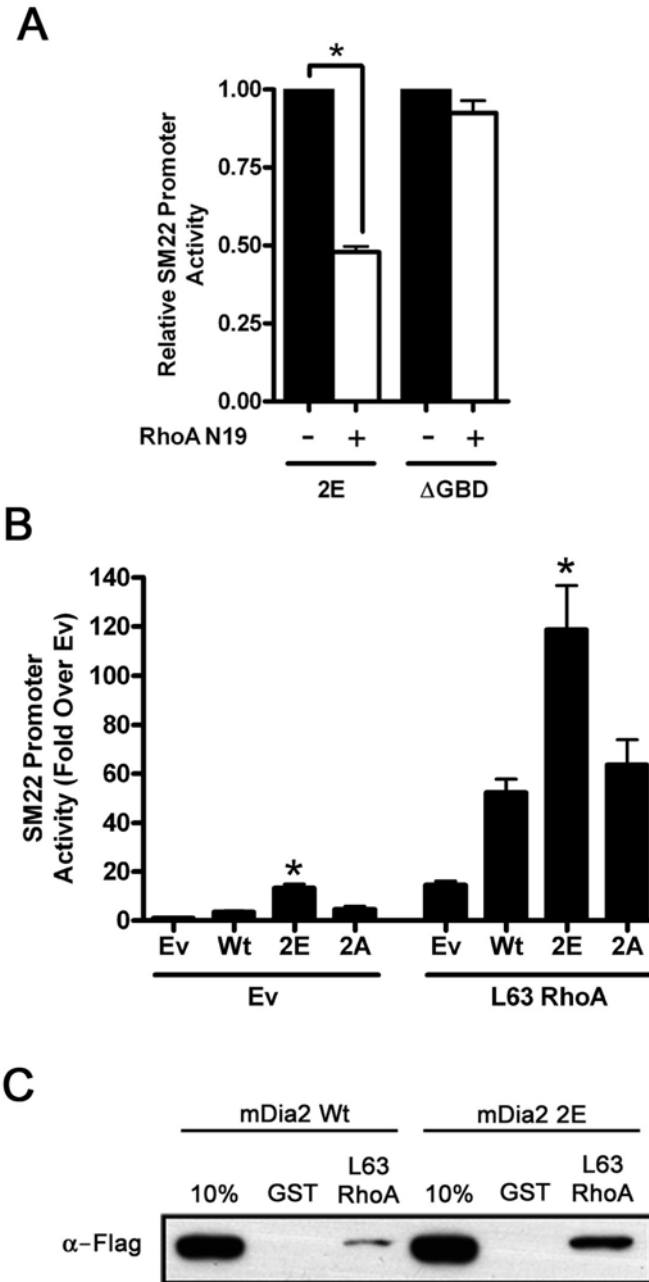 A
*
Relative SM22 Promoter
Activity
1.00
0.75
0.50
0.25
0.00
RhoA N19 - + - +
2E ΔGBD
B
SM22 Promoter
Activity (Fold Over Ev)
140
120
100
80
60
40
20
0
*
*
Ev Wt 2E 2A Ev Wt 2E 2A
Ev L63 RhoA
C
mDia2 Wt mDia2 2E
10% GST L63 RhoA 10% GST L63 RhoA
α-Flag